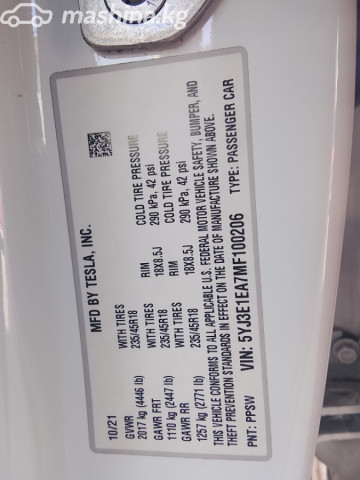 mashina.kg
MFD BY TESLA, INC.
10/21
GVWR WITH TIRES RIM COLD TIRE PRESSURE
2017 kg (4446 lb) 235/45R18 18X8.5J 290 kPa, 42 psi
GAWR FRT WITH TIRES RIM COLD TIRE PRESSURE
1110 kg (2447 lb) 235/45R18 18X8.5J 290 kPa, 42 psi
GAWR RR
1257 kg (2771 lb)
THIS VEHICLE CONFORMS TO ALL APPLICABLE U.S. FEDERAL MOTOR VEHICLE SAFETY, BUMPER, AND
THEFT PREVENTION STANDARDS IN EFFECT ON THE DATE OF MANUFACTURE SHOWN ABOVE.
VIN: 5YJ3E1EA7MF100206 TYPE: PASSENGER CAR
PNT: PPSW